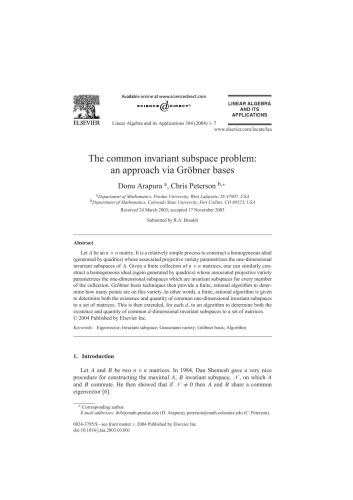 Available online at www.sciencedirect.com
SCIENCE DIRECT®
LINEAR ALGEBRA
AND ITS
APPLICATIONS
ELSEVIER
Linear Algebra and its Applications 384 (2004) 1–7
www.elsevier.com/locate/laa
The common invariant subspace problem:
an approach via Gröbner bases
Donu Arapura a, Chris Peterson b,*
a Department of Mathematics, Purdue University, West Lafayette, IN 47907, USA
b Department of Mathematics, Colorado State University, Fort Collins, CO 80523, USA
Received 24 March 2003; accepted 17 November 2003
Submitted by R.A. Brualdi
Abstract
Let A be an n × n matrix. It is a relatively simple process to construct a homogeneous ideal
(generated by quadrics) whose associated projective variety parametrizes the one-dimensional
invariant subspaces of A. Given a finite collection of n × n matrices, one can similarly con-
struct a homogeneous ideal (again generated by quadrics) whose associated projective variety
parametrizes the one-dimensional subspaces which are invariant subspaces for every member
of the collection. Gröbner basis techniques then provide a finite, rational algorithm to deter-
mine how many points are on this variety. In other words, a finite, rational algorithm is given
to determine both the existence and quantity of common one-dimensional invariant subspaces
to a set of matrices. This is then extended, for each d, to an algorithm to determine both the
existence and quantity of common d-dimensional invariant subspaces to a set of matrices.
© 2004 Published by Elsevier Inc.
Keywords: Eigenvector; Invariant subspace; Grassmann variety; Gröbner basis; Algorithm
1. Introduction
Let A and B be two n × n matrices. In 1984, Dan Shemesh gave a very nice
procedure for constructing the maximal A, B invariant subspace, 𝒩, on which A
and B commute. He then showed that if 𝒩 ≠ 0 then A and B share a common
eigenvector [6].
* Corresponding author.
E-mail addresses: dvb@math.purdue.edu (D. Arapura), peterson@math.colostate.edu (C. Peterson).
0024-3795/$ - see front matter © 2004 Published by Elsevier Inc.
doi:10.1016/j.laa.2003.03.001